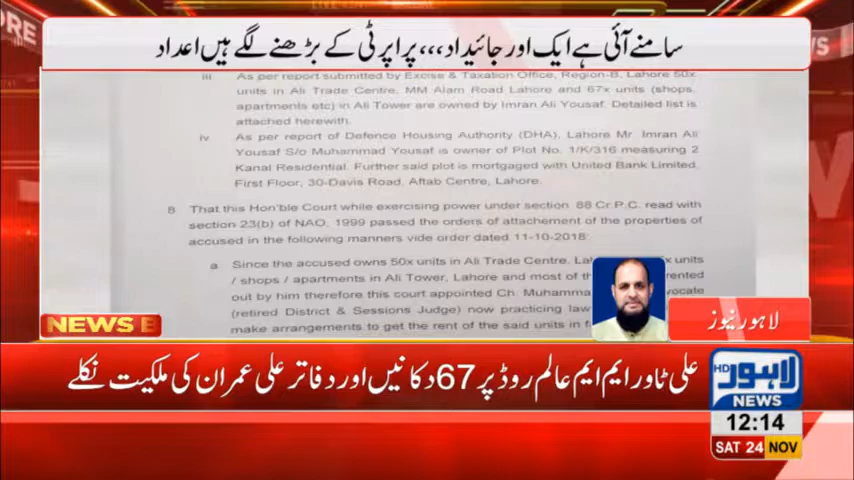 سامنے آئی ہے ایک اور جائیداد،،،پراپرٹی کے بڑھنے لگے ہیں اعداد
iii. As per report submitted by Excise & Taxation Office, Region-B, Lahore 50x
units in Ali Trade Centre, MM Alam Road Lahore and 67x units (shops,
apartments etc) in Ali Tower are owned by Imran Ali Yousaf. Detailed list is
attached herewith.
iv. As per report of Defence Housing Authority (DHA), Lahore Mr. Imran Ali
Yousaf S/o Muhammad Yousaf is owner of Plot No. 1/K/316 measuring 2
Kanal Residential. Further said plot is mortgaged with United Bank Limited,
First Floor, 30-Davis Road, Aftab Centre, Lahore.
8. That this Hon'ble Court while exercising power under section 88 Cr.P.C. read with
section 23(b) of NAO, 1999 passed the orders of attachement of the properties of
accused in the following manners vide order dated 11-10-2018:
a. Since the accused owns 50x units in Ali Trade Centre, units
/ shops / apartments in Ali Tower, Lahore and most of rented
out by him therefore this court appointed Ch. Muhamma
(retired District & Sessions Judge) now practicing law
make arrangements to get the rent of the said units in
لاہور نیوز
NEWS B
علی ٹاور ایم ایم عالم روڈ پر 67 دکانیں اور دفاتر علی عمران کی ملکیت نکلے
HD لاہور
NEWS
12:14
SAT 24 NOV